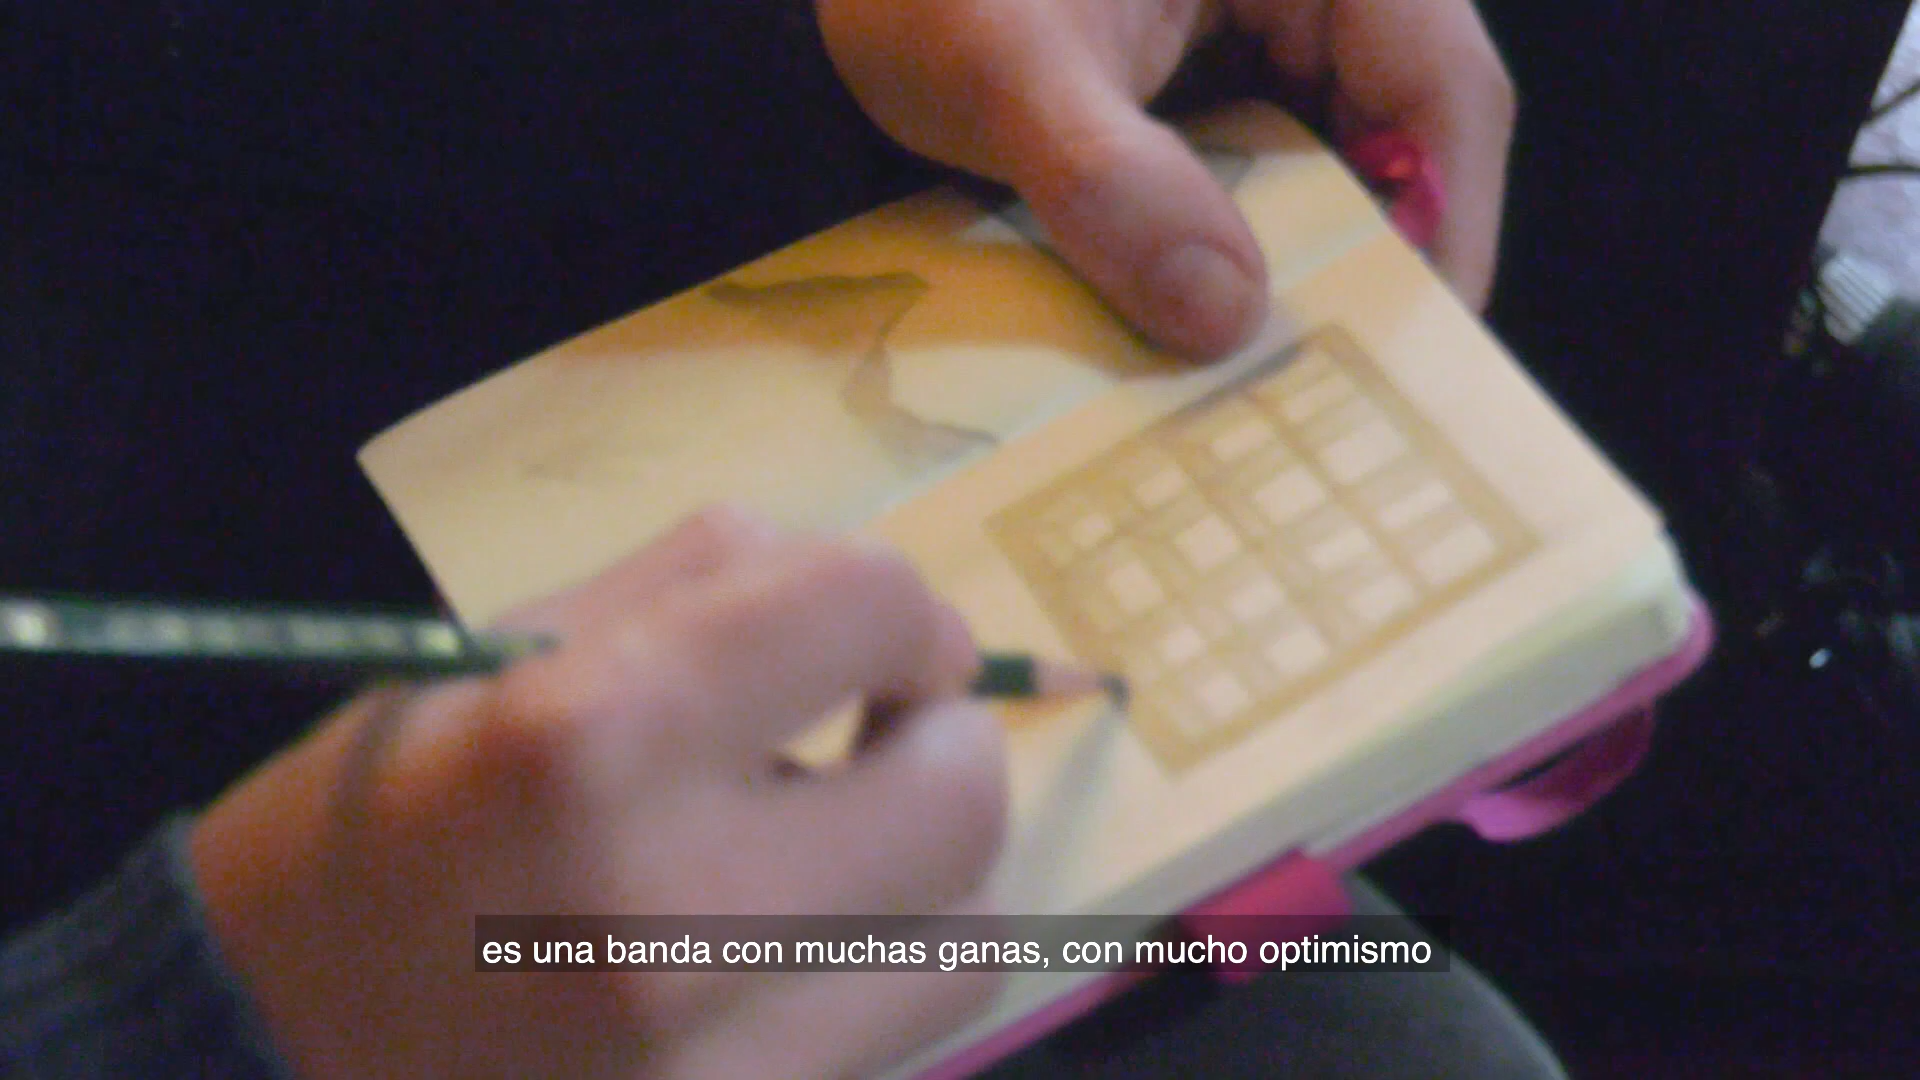 es una banda con muchas ganas, con mucho optimismo